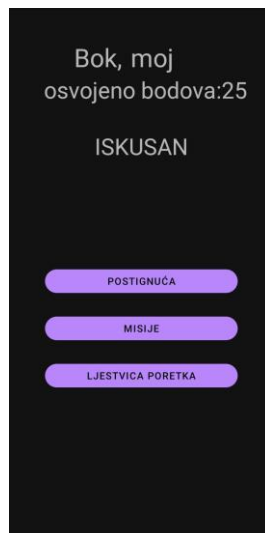 Bok, moj
osvojeno bodova:25
ISKUSAN
POSTIGNUĆA
MISIJE
LJESTVICA PORETKA